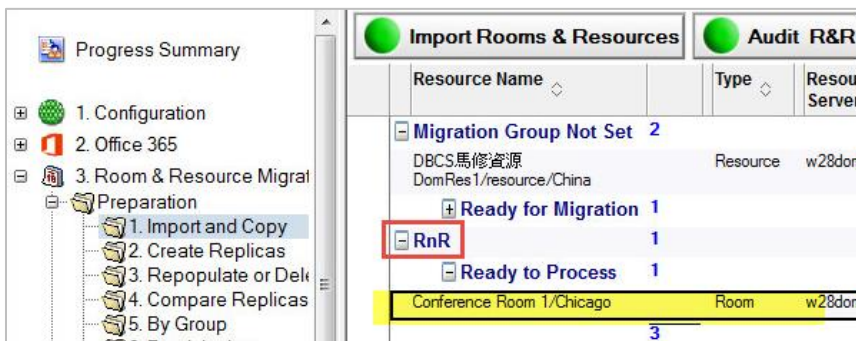 Progress Summary
1. Configuration
2. Office 365
3. Room & Resource Migrat
Preparation
1. Import and Copy
2. Create Replicas
3. Repopulate or Dele
4. Compare Replicas
5. By Group
Import Rooms & Resources
Audit R&R
Resource Name
Type
Resou
Server
Migration Group Not Set 2
DBCS馬修資源
DomRes1/resource/China
Resource
w28dom
Ready for Migration 1
RnR 1
Ready to Process 1
Conference Room 1/Chicago Room w28dom
3